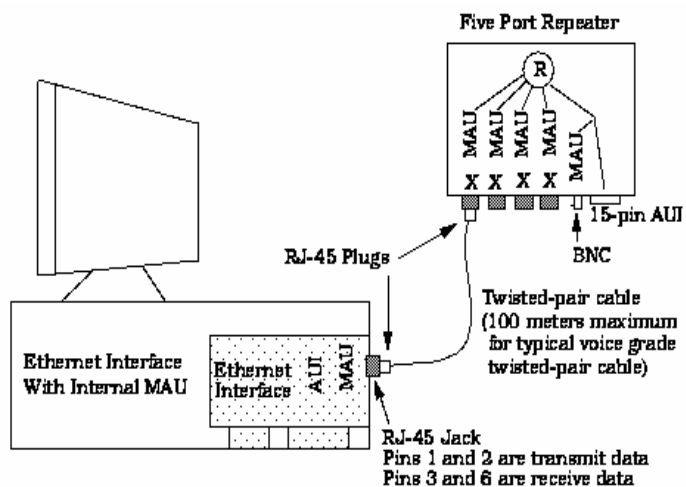 Five Port Repeater
R
MAU
MAU
MAU
MAU
MAU
X
X
X
X
15-pin AUI
BNC
RJ-45 Plugs
Twisted-pair cable
(100 meters maximum
for typical voice grade
twisted-pair cable)
Ethernet Interface
With Internal MAU
Ethernet
Interface
AUI
MAU
RJ-45 Jack
Pins 1 and 2 are transmit data
Pins 3 and 6 are receive data